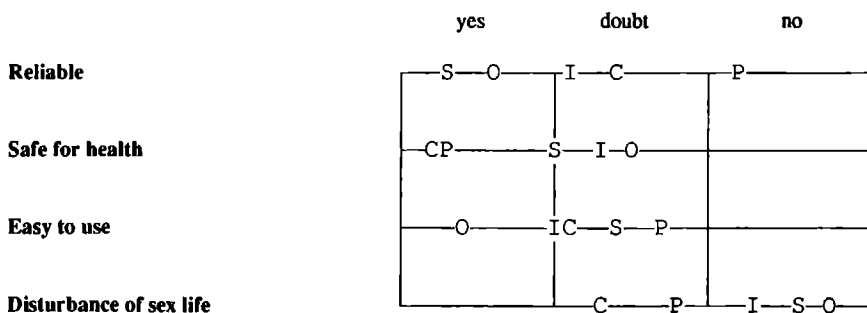 yes doubt no
Reliable S O I C P
Safe for health CP S I O
Easy to use O IC S P
Disturbance of sex life C P I S O